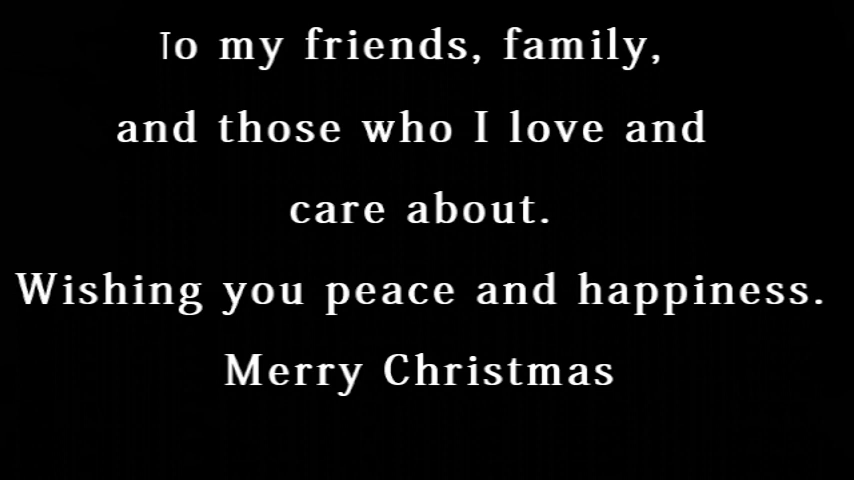 To my friends, family,
and those who I love and
care about.
Wishing you peace and happiness.
Merry Christmas